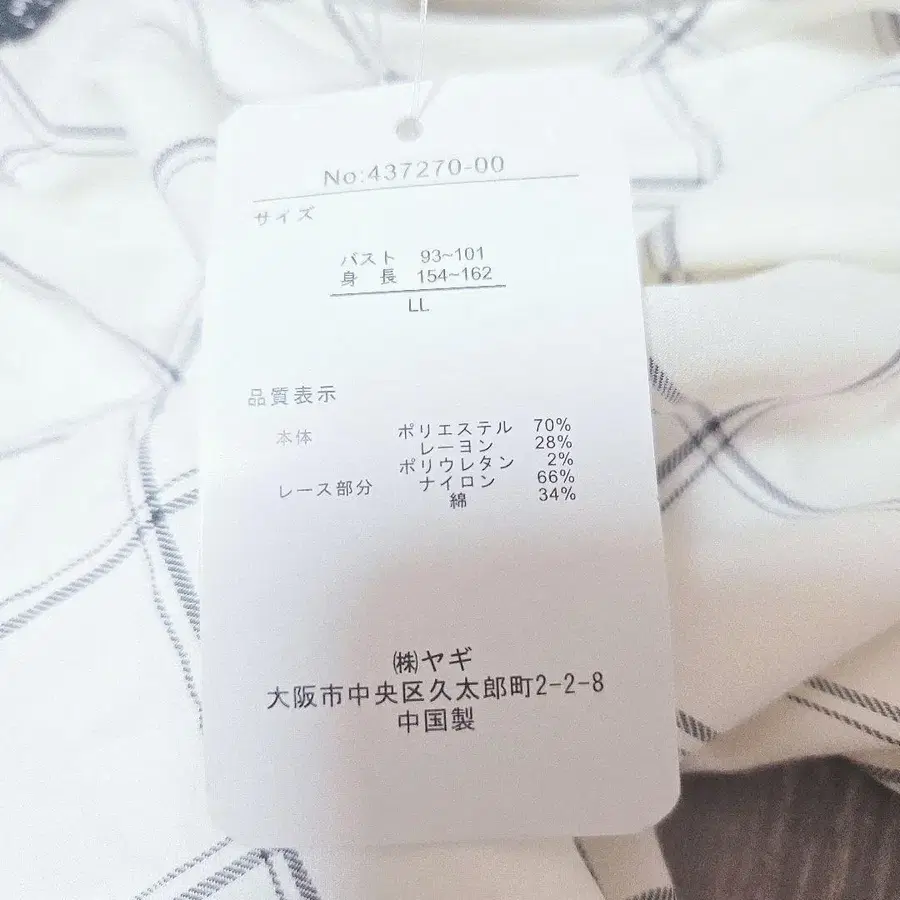 No:437270-00
サイズ
バスト 93~101
身 長 154~162
LL
品質表示
本体 ポリエステル 70%
レーヨン 28%
ポリウレタン 2%
レース部分 ナイロン 66%
綿 34%
㈱ヤギ
大阪市中央区久太郎町2-2-8
中国製